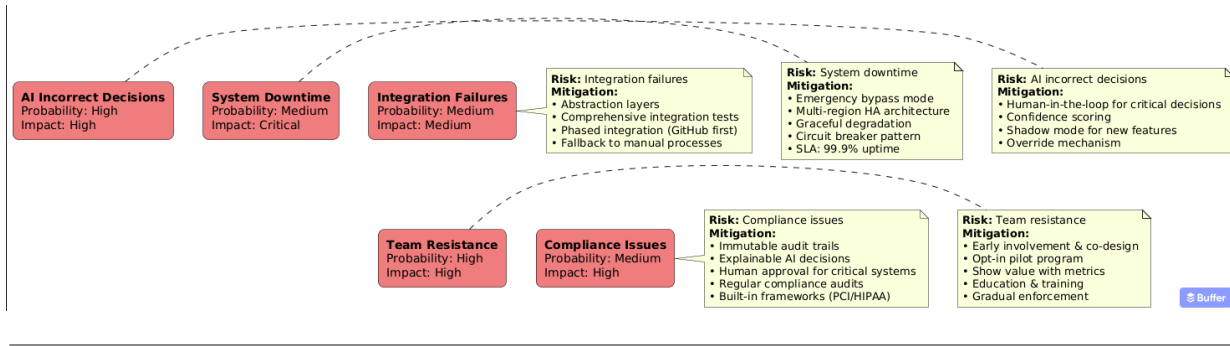 AI Incorrect Decisions
Probability: High
Impact: High
System Downtime
Probability: Medium
Impact: Critical
Integration Failures
Probability: Medium
Impact: Medium
Risk: Integration failures
Mitigation:
• Abstraction layers
• Comprehensive integration tests
• Phased integration (GitHub first)
• Fallback to manual processes
Risk: System downtime
Mitigation:
• Emergency bypass mode
• Multi-region HA architecture
• Graceful degradation
• Circuit breaker pattern
• SLA: 99.9% uptime
Risk: AI incorrect decisions
Mitigation:
• Human-in-the-loop for critical decisions
• Confidence scoring
• Shadow mode for new features
• Override mechanism
Team Resistance
Probability: High
Impact: High
Compliance Issues
Probability: Medium
Impact: High
Risk: Compliance issues
Mitigation:
• Immutable audit trails
• Explainable AI decisions
• Human approval for critical systems
• Regular compliance audits
• Built-in frameworks (PCI/HIPAA)
Risk: Team resistance
Mitigation:
• Early involvement & co-design
• Opt-in pilot program
• Show value with metrics
• Education & training
• Gradual enforcement
Buffer